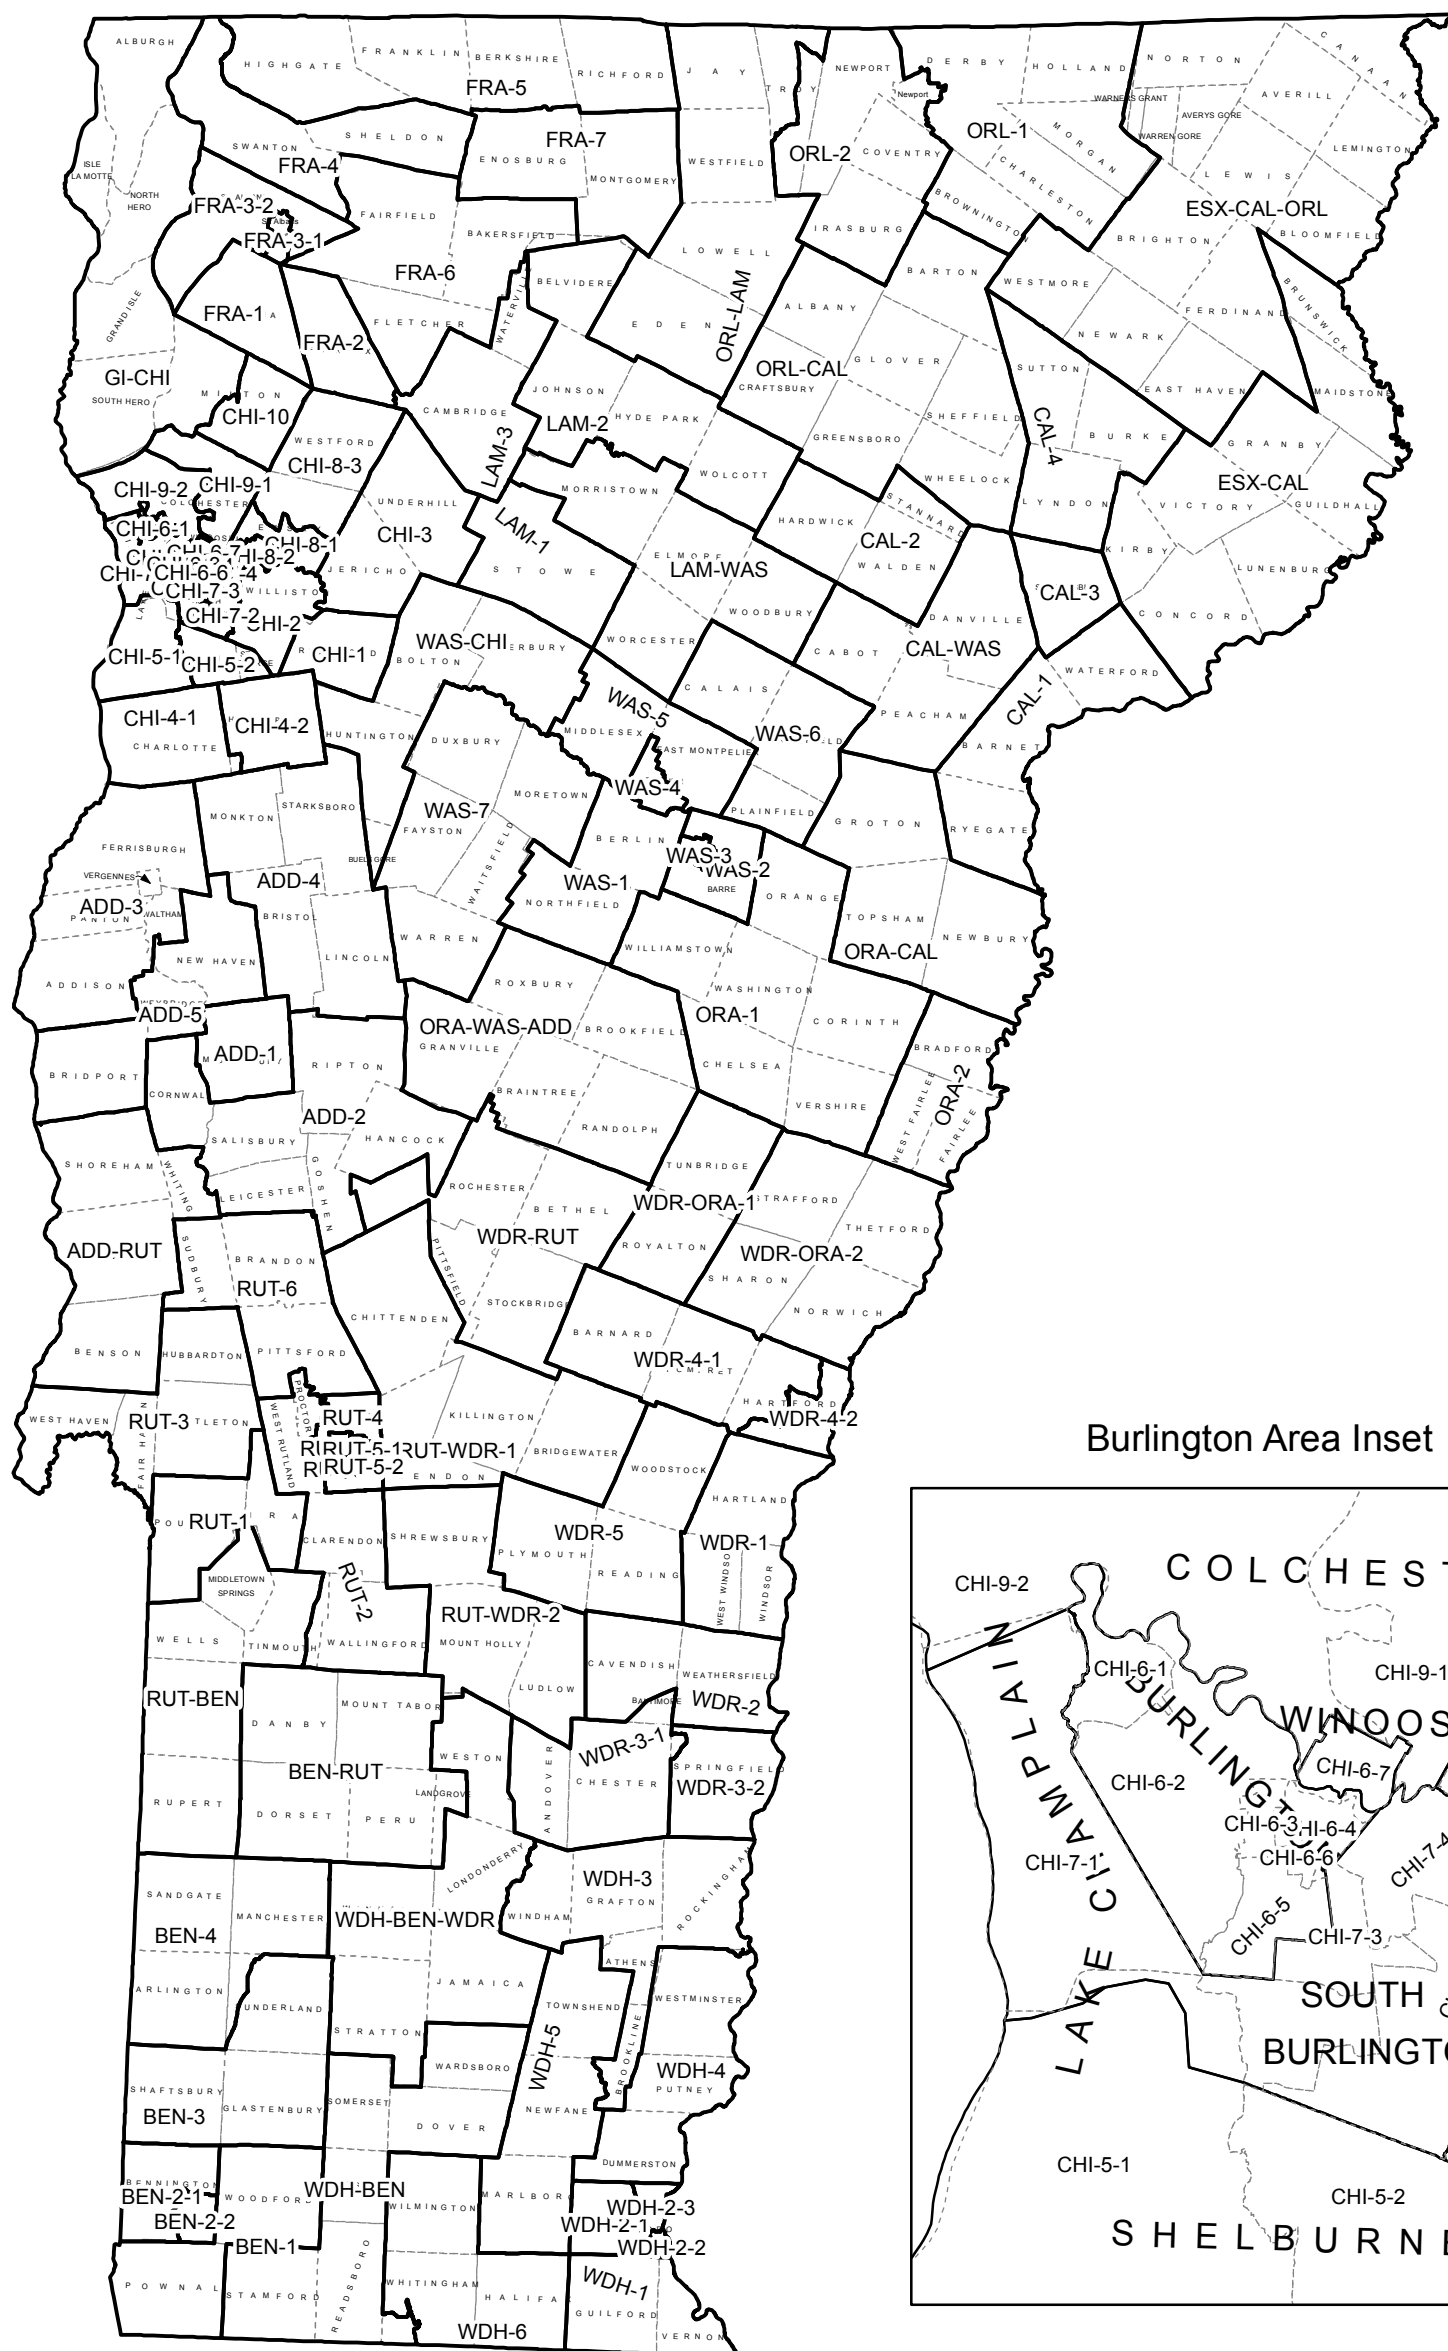 ALBURGH
HIGHGATE
FRANKLIN
BERKSHIRE
RICHFORD
FRA-5
JAY
TROY
NEWPORT
Newport
DERBY
HOLLAND
NORTON
CANAAN
WARNERS GRANT
AVERILL
AVERYS GORE
WARREN GORE
LEMINGTON
ORL-1
MORGAN
CHARLESTON
LEWIS
SHELDON
SWANTON
FRA-4
FRA-7
ENOSBURG
MONTGOMERY
WESTFIELD
ORL-2
COVENTRY
BROWNINGTON
ISLE
LA MOTTE
NORTH
HERO
FRA-3-2
FRA-3-1
FAIRFIELD
BAKERSFIELD
FRA-6
LOWELL
IRASBURG
ESX-CAL-ORL
BRIGHTON
BLOOMFIELD
BRUNSWICK
BELVIDERE
WATERVILLE
BARTON
WESTMORE
FERDINAND
GRAND ISLE
FRA-1
FRA-2
FLETCHER
EDEN
ORL-LAM
ALBANY
NEWARK
GI-CHI
SOUTH HERO
MILTON
CHI-10
CAMBRIDGE
JOHNSON
LAM-2
HYDE PARK
ORL-CAL
CRAFTSBURY
GLOVER
SUTTON
EAST HAVEN
MAIDSTONE
SHEFFIELD
CAL-4
BURKE
GRANBY
WESTFORD
CHI-8-3
LAM-3
GREENSBORO
WHEELOCK
LYNDON
ESX-CAL
VICTORY
GUILDHALL
CHI-9-2
CHI-9-1
UNDERHILL
MORRISTOWN
WOLCOTT
STANNARD
HARDWICK
CHI-6-1
CHI-3
LAM-1
CHI-8-1
CHI-6-6
CHI-7-3
JERICHO
STOWE
ELMORE
LAM-WAS
CAL-2
WALDEN
KIRBY
LUNENBURG
CAL-3
CONCORD
CHI-7-2
CHI-2
WOODBURY
DANVILLE
CHI-5-1
CHI-5-2
CHI-1
WAS-CHI
BOLTON
WORCESTER
CABOT
CAL-WAS
WATERFORD
CHI-4-1
CHARLOTTE
CHI-4-2
HUNTINGTON
DUXBURY
WAS-5
MIDDLESEX
CALAIS
WAS-6
EAST MONTPELIER
PEACHAM
CAL-1
BARNET
WAS-4
MONKTON
STARKSBORO
WAS-7
FAYSTON
MORETOWN
PLAINFIELD
GROTON
RYEGATE
FERRISBURGH
BUELS GORE
WAITSFIELD
BERLIN
WAS-3
WAS-2
BARRE
VERGENNES
ADD-3
PANTON
WALTHAM
ADD-4
BRISTOL
WAS-1
NORTHFIELD
ORANGE
TOPSHAM
NEWBURY
ORA-CAL
NEW HAVEN
LINCOLN
WARREN
WILLIAMSTOWN
ADDISON
ADD-5
ROXBURY
WASHINGTON
ORA-WAS-ADD
GRANVILLE
BROOKFIELD
ORA-1
CORINTH
BRADFORD
ADD-1
RIPTON
BRIDPORT
CORNWALL
CHELSEA
BRAINTREE
VERSHIRE
WEST FAIRLEE
ORA-2
FAIRLEE
ADD-2
SALISBURY
HANCOCK
RANDOLPH
SHOREHAM
WHITING
LEICESTER
GOSHEN
ROCHESTER
BETHEL
TUNBRIDGE
WDR-ORA-1
STRAFFORD
THETFORD
ADD-RUT
SUDBURY
BRANDON
RUT-6
PITTSFIELD
WDR-RUT
ROYALTON
WDR-ORA-2
SHARON
NORWICH
CHITTENDEN
STOCKBRIDGE
BENSON
HUBBARDTON
PITTSFORD
BARNARD
WDR-4-1
HARTFORD
WDR-4-2
WEST HAVEN
FAIR HAVEN
RUT-3
PROCTOR
WEST RUTLAND
RUT-4
KILLINGTON
RUT-5-1
RUT-5-2
RUT-WDR-1
BRIDGEWATER
WOODSTOCK
HARTLAND
RUT-1
CLARENDON
SHREWSBURY
WDR-5
PLYMOUTH
READING
WDR-1
WEST WINDSOR
WINDSOR
MIDDLETOWN
SPRINGS
RUT-2
RUT-WDR-2
WELLS
TINMOUTH
WALLINGFORD
MOUNT HOLLY
CAVENDISH
WEATHERSFIELD
RUT-BEN
MOUNT TABOR
LUDLOW
BALTIMORE
WDR-2
DANBY
WESTON
ANDOVER
WDR-3-1
CHESTER
SPRINGFIELD
WDR-3-2
BEN-RUT
LANDGROVE
RUPERT
DORSET
PERU
LONDONDERRY
WDH-3
GRAFTON
ROCKINGHAM
SANDGATE
MANCHESTER
BEN-4
WDH-BEN-WDR
WINDHAM
ATHENS
ARLINGTON
SUNDERLAND
STRATTON
JAMAICA
TOWNSHEND
WESTMINSTER
WARDSBORO
WDH-5
BROOKLINE
WDH-4
PUTNEY
SHAFTSBURY
BEN-3
GLASTENBURY
SOMERSET
DOVER
NEWFANE
DUMMERSTON
BENNINGTON
BEN-2-1
BEN-2-2
WOODFORD
WDH-BEN
WILMINGTON
MARLBORO
WDH-2-3
WDH-2-1
WDH-2-2
BEN-1
POWNAL
STAMFORD
READSBORO
WHITINGHAM
HALIFAX
WDH-6
WDH-1
GUILFORD
VERNON
Burlington Area Inset
COLCHEST
CHI-9-2
CHI-9-1
CHI-6-1
LAKE CHAMPLAIN
BURLINGTON
WINOOS
CHI-6-7
CHI-6-2
CHI-6-3
CHI-6-4
CHI-6-6
CHI-7-4
CHI-7-1
CHI-6-5
CHI-7-3
SOUTH
BURLINGTO
CHI-5-1
CHI-5-2
SHELBURNE